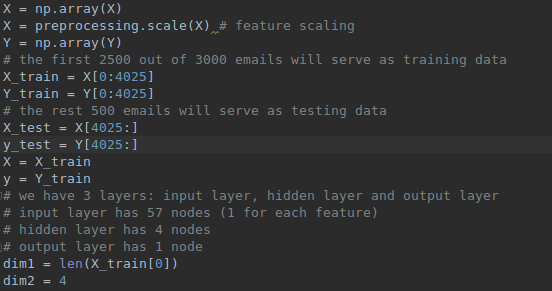 X = np.array(X)
X = preprocessing.scale(X) # feature scaling
Y = np.array(Y)
# the first 2500 out of 3000 emails will serve as training data
X_train = X[0:4025]
Y_train = Y[0:4025]
# the rest 500 emails will serve as testing data
X_test = X[4025:]
y_test = Y[4025:]
X = X_train
y = Y_train
# we have 3 layers: input layer, hidden layer and output layer
# input layer has 57 nodes (1 for each feature)
# hidden layer has 4 nodes
# output layer has 1 node
dim1 = len(X_train[0])
dim2 = 4